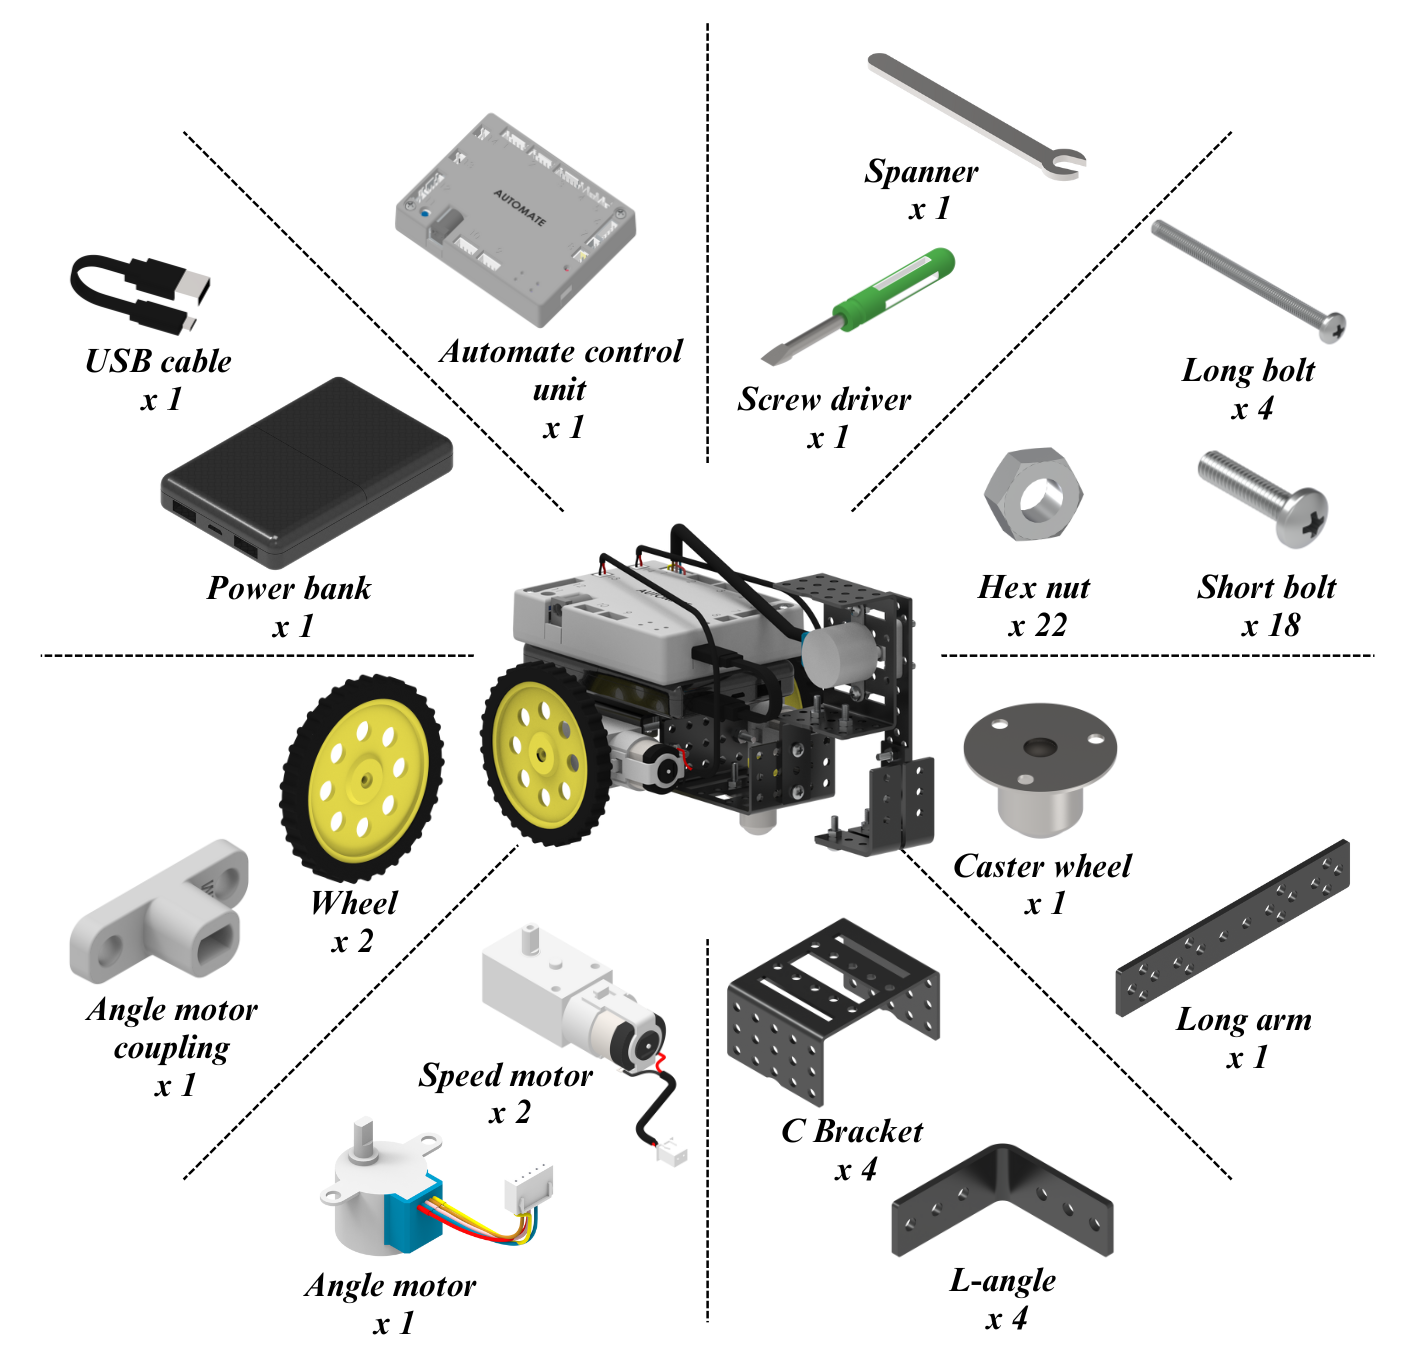 Spanner
x 1
AUTOMATE
USB cable
x 1
Automate control
unit
x 1
Screw driver
x 1
Long bolt
x 4
Power bank
x 1
Hex nut
x 22
Short bolt
x 18
Wheel
x 2
Caster wheel
x 1
Angle motor
coupling
x 1
Speed motor
x 2
Long arm
x 1
C Bracket
x 4
Angle motor
x 1
L-angle
x 4